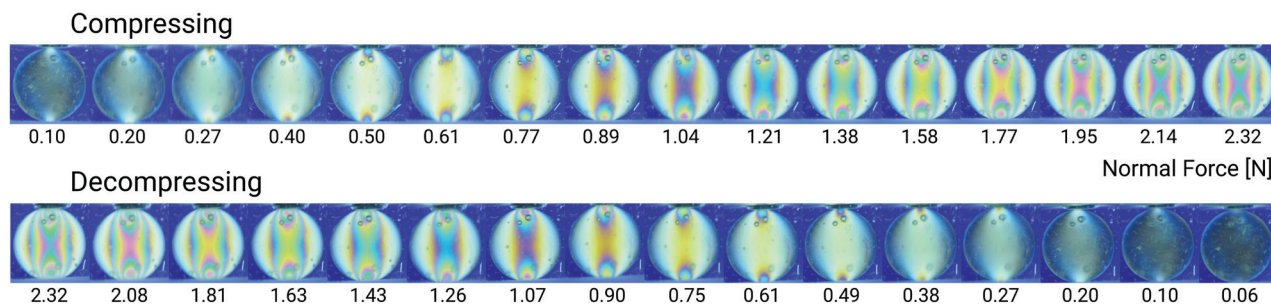 Compressing
0.10 0.20 0.27 0.40 0.50 0.61 0.77 0.89 1.04 1.21 1.38 1.58 1.77 1.95 2.14 2.32
Normal Force [N]
Decompressing
2.32 2.08 1.81 1.63 1.43 1.26 1.07 0.90 0.75 0.61 0.49 0.38 0.27 0.20 0.10 0.06